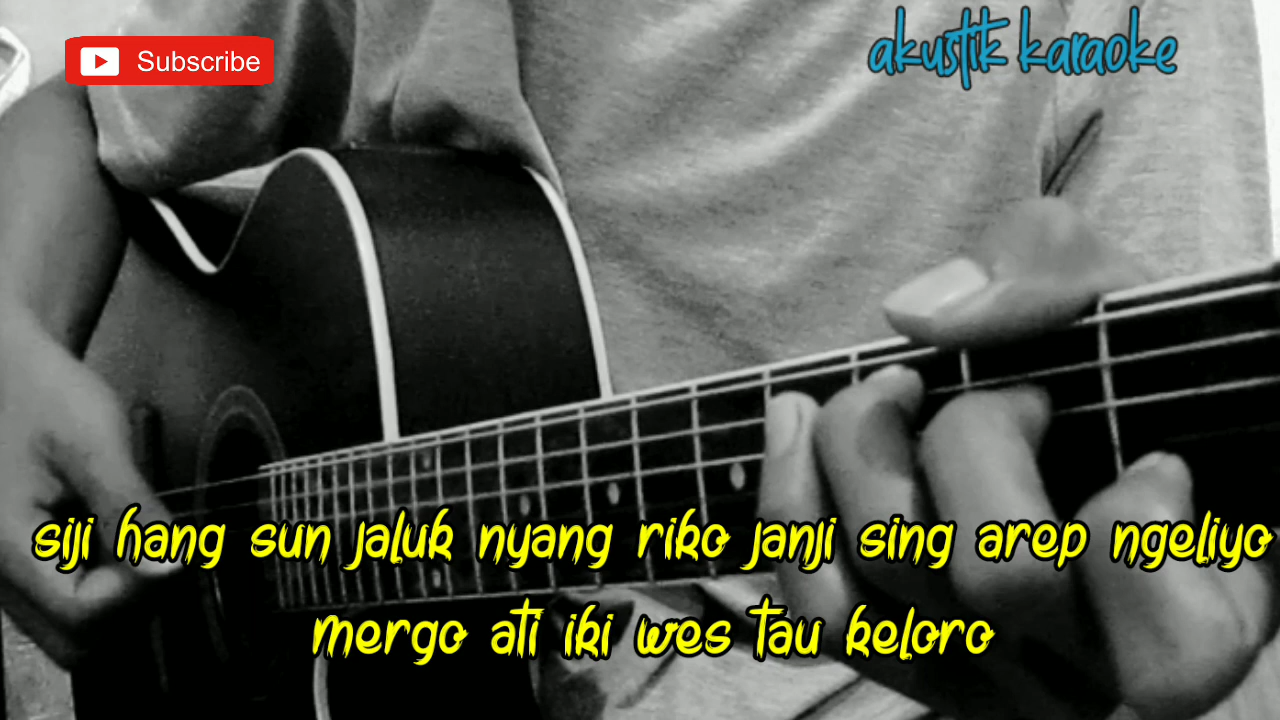 Subscribe
akustik karaoke
siji hang sun jaluk nyang riko janji sing arep ngeliyo
mergo ati iki wes tau keloro